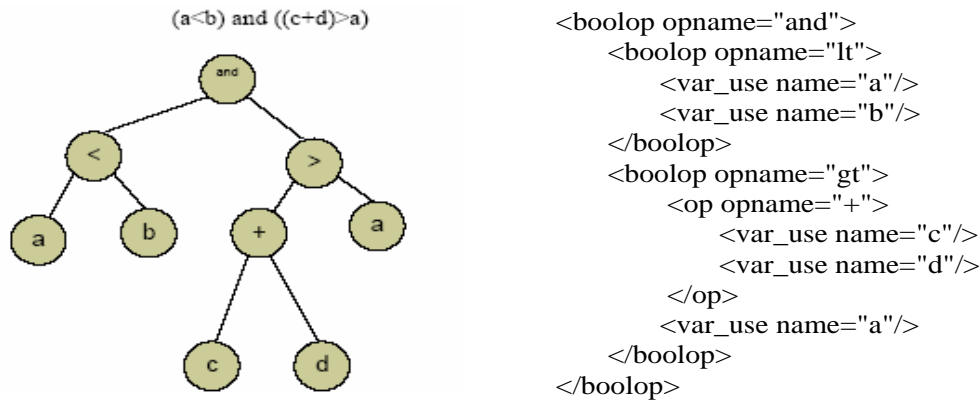 (a<b) and ((c+d)>a)
and
<
>
a
b
+
a
c
d
<boolop opname="and">
<boolop opname="lt">
<var_use name="a"/>
<var_use name="b"/>
</boolop>
<boolop opname="gt">
<op opname="+">
<var_use name="c"/>
<var_use name="d"/>
</op>
<var_use name="a"/>
</boolop>
</boolop>